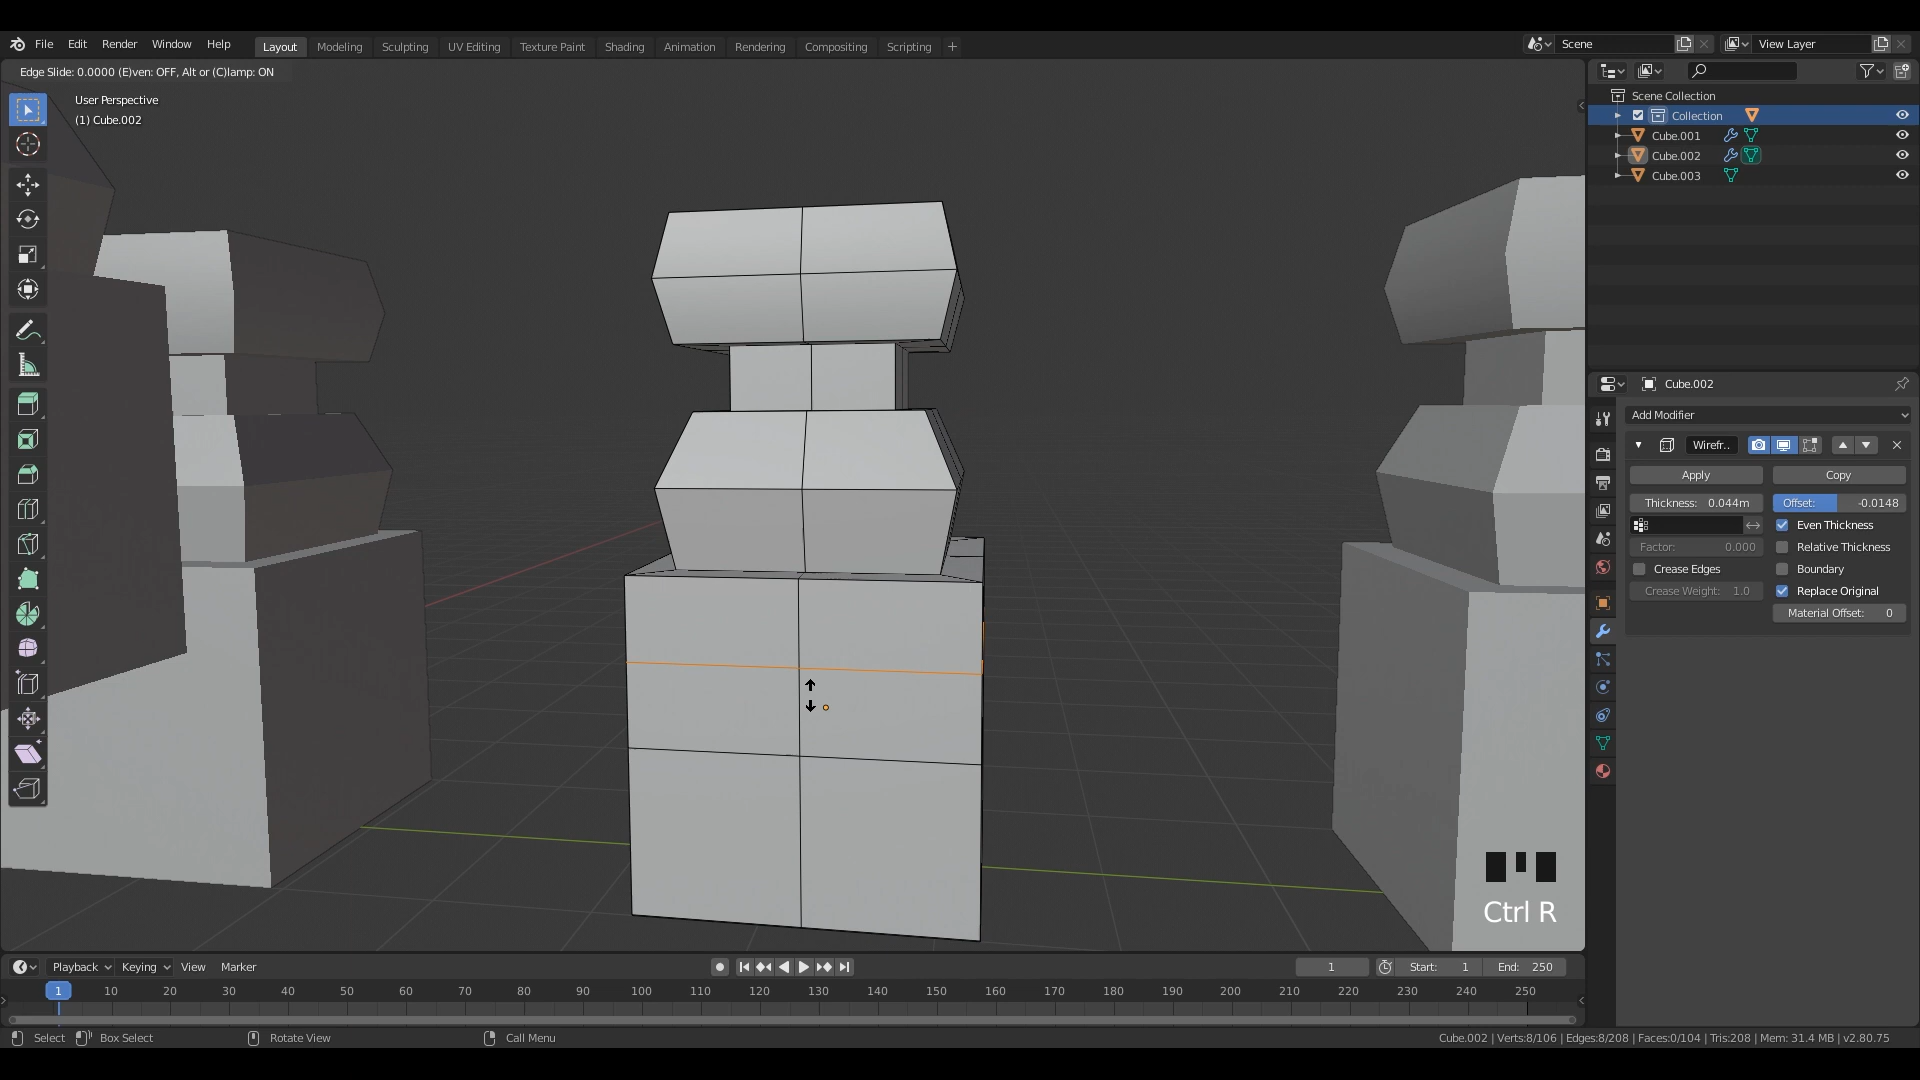 File Edit Render Window Help Layout Modeling Sculpting UV Editing Texture Paint Shading Animation Rendering Compositing Scripting + Scene View Layer
Edge Slide: 0.0000 (E)ven: OFF, Alt or (C)lamp: ON
User Perspective
(1) Cube.002
Scene Collection
Collection
Cube.001
Cube.002
Cube.003
Cube.002
Add Modifier
Wirefr..
Apply Copy
Thickness: 0.044m Offset: -0.0148
Even Thickness
Factor: 0.000 Relative Thickness
Crease Edges Boundary
Crease Weight: 1.0 Replace Original
Material Offset: 0
Ctrl R
Playback Keying View Marker 1 Start: 1 End: 250
1 10 20 30 40 50 60 70 80 90 100 110 120 130 140 150 160 170 180 190 200 210 220 230 240 250
Select Box Select Rotate View Call Menu Cube.002 | Verts:8/106 | Edges:8/208 | Faces:0/104 | Tris:208 | Mem: 31.4 MB | v2.80.75